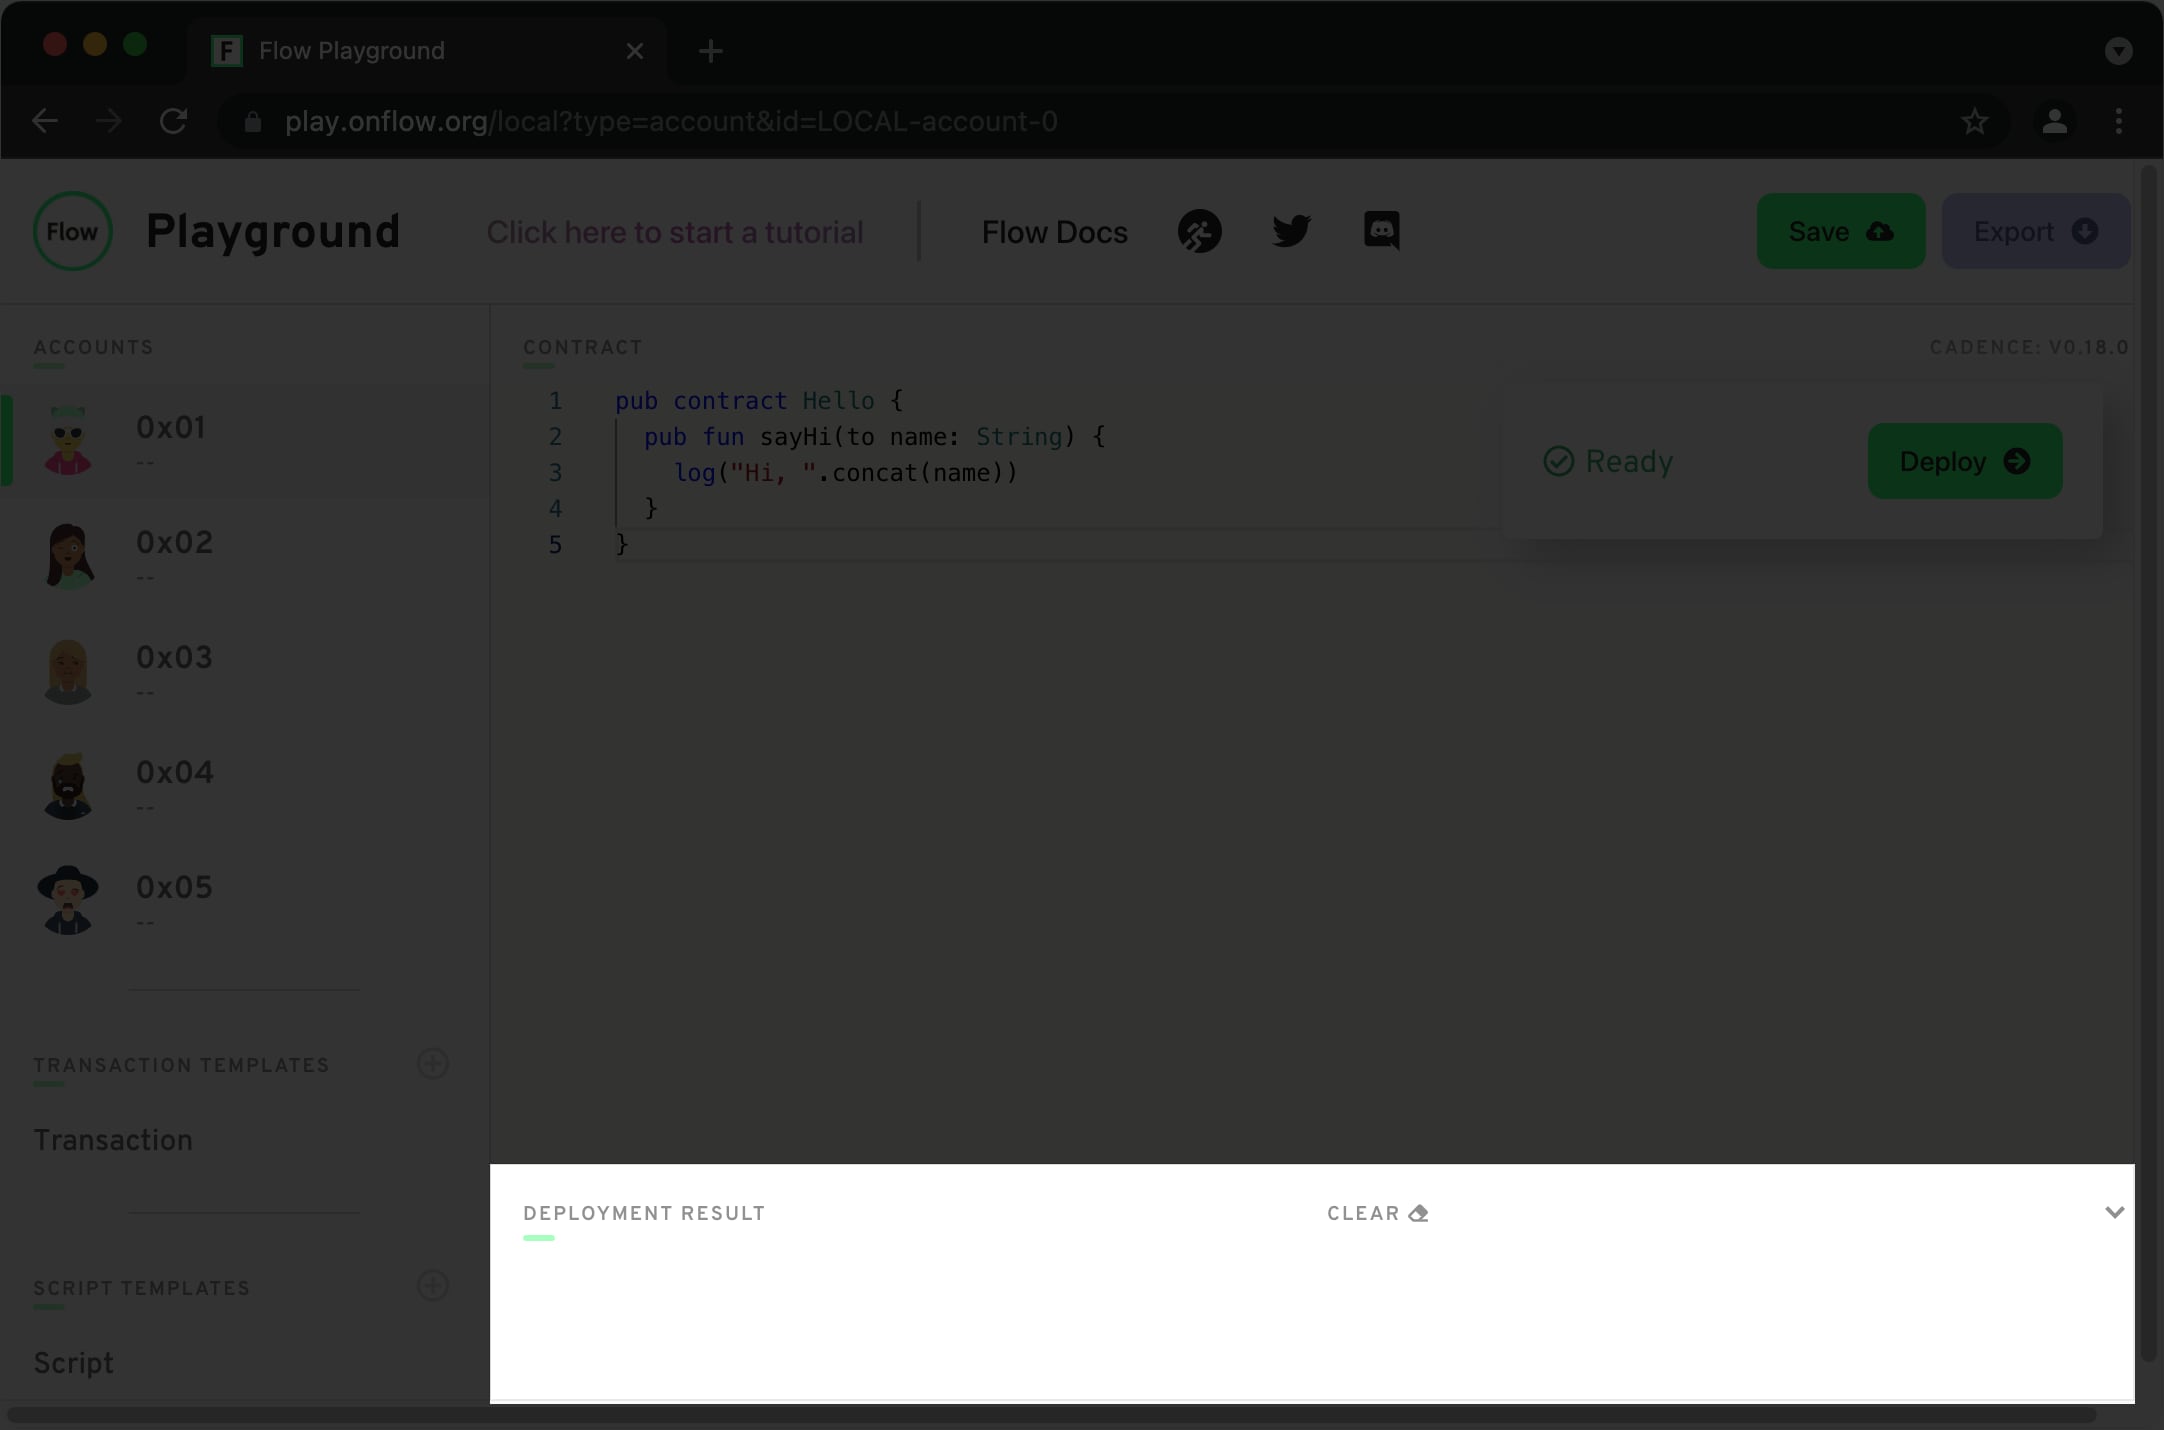 F Flow Playground
play.onflow.org/local?type=account&id=LOCAL-account-0
Flow Playground Click here to start a tutorial Flow Docs Save Export
ACCOUNTS
0x01
--
0x02
--
0x03
--
0x04
--
0x05
--
TRANSACTION TEMPLATES
Transaction
SCRIPT TEMPLATES
Script
CONTRACT CADENCE: V0.18.0
1 pub contract Hello {
2 pub fun sayHi(to name: String) {
3 log("Hi, ".concat(name))
4 }
5 }
Ready Deploy
DEPLOYMENT RESULT CLEAR